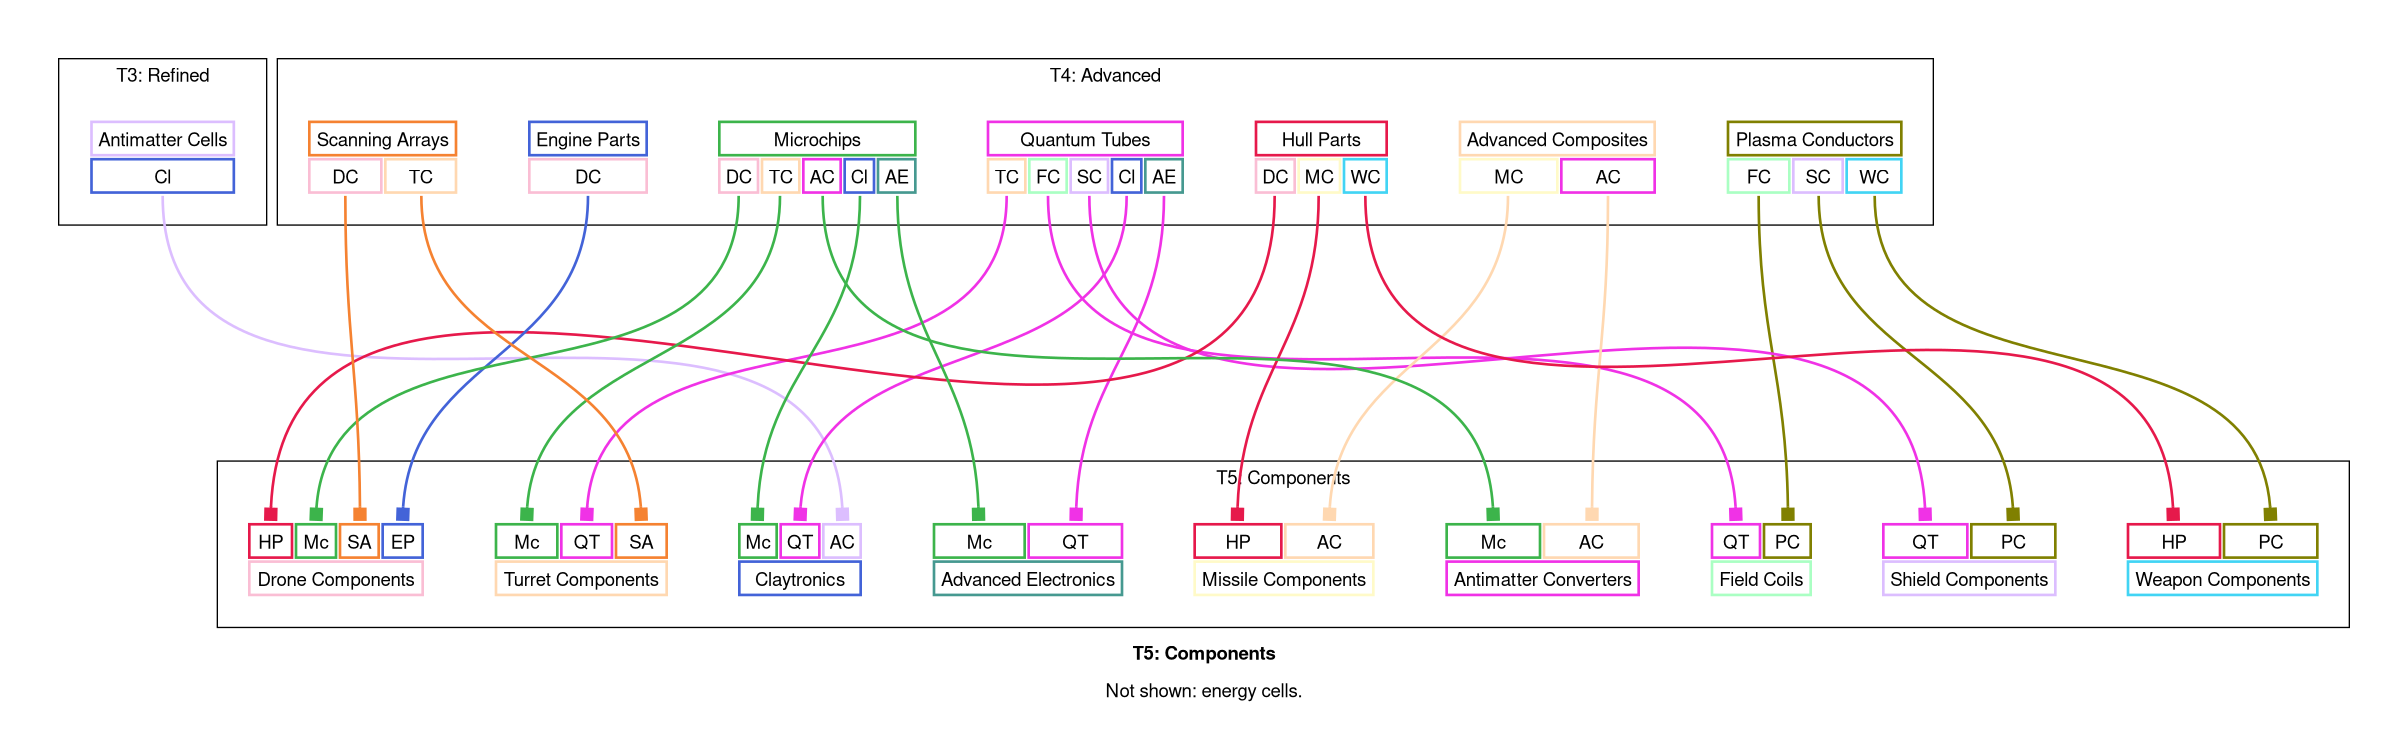 T3: Refined
T4: Advanced
Antimatter Cells
Cl
Scanning Arrays
DC TC
Engine Parts
DC
Microchips
DC TC AC Cl AE
Quantum Tubes
TC FC SC Cl AE
Hull Parts
DC MC WC
Advanced Composites
MC AC
Plasma Conductors
FC SC WC
T5: Components
HP Mc SA EP
Drone Components
Mc QT SA
Turret Components
Mc QT AC
Claytronics
Mc QT
Advanced Electronics
HP AC
Missile Components
Mc AC
Antimatter Converters
QT PC
Field Coils
QT PC
Shield Components
HP PC
Weapon Components
T5: Components
Not shown: energy cells.